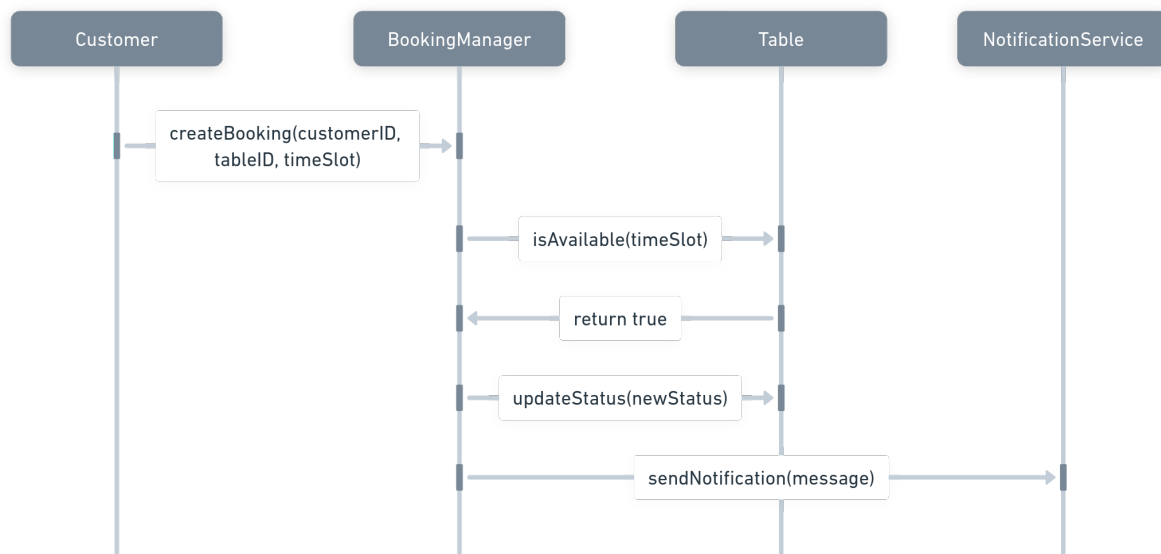 Customer
BookingManager
Table
NotificationService
createBooking(customerID,
tableID, timeSlot)
isAvailable(timeSlot)
return true
updateStatus(newStatus)
sendNotification(message)